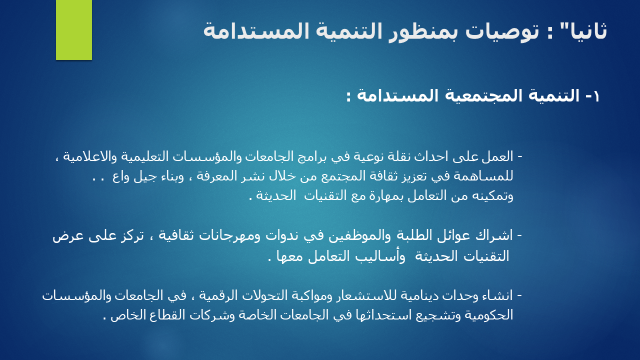 ثانيا" : توصيات بمنظور التنمية المستدامة
١- التنمية المجتمعية المستدامة :
- العمل على احداث نقلة نوعية في برامج الجامعات والمؤسسات التعليمية والاعلامية ،
للمساهمة في تعزيز ثقافة المجتمع من خلال نشر المعرفة ، وبناء جيل واع . .
وتمكينه من التعامل بمهارة مع التقنيات الحديثة .
- اشراك عوائل الطلبة والموظفين في ندوات ومهرجانات ثقافية ، تركز على عرض
التقنيات الحديثة وأساليب التعامل معها .
- انشاء وحدات دينامية للاستشعار ومواكبة التحولات الرقمية ، في الجامعات والمؤسسات
الحكومية وتشجيع استحداثها في الجامعات الخاصة وشركات القطاع الخاص .